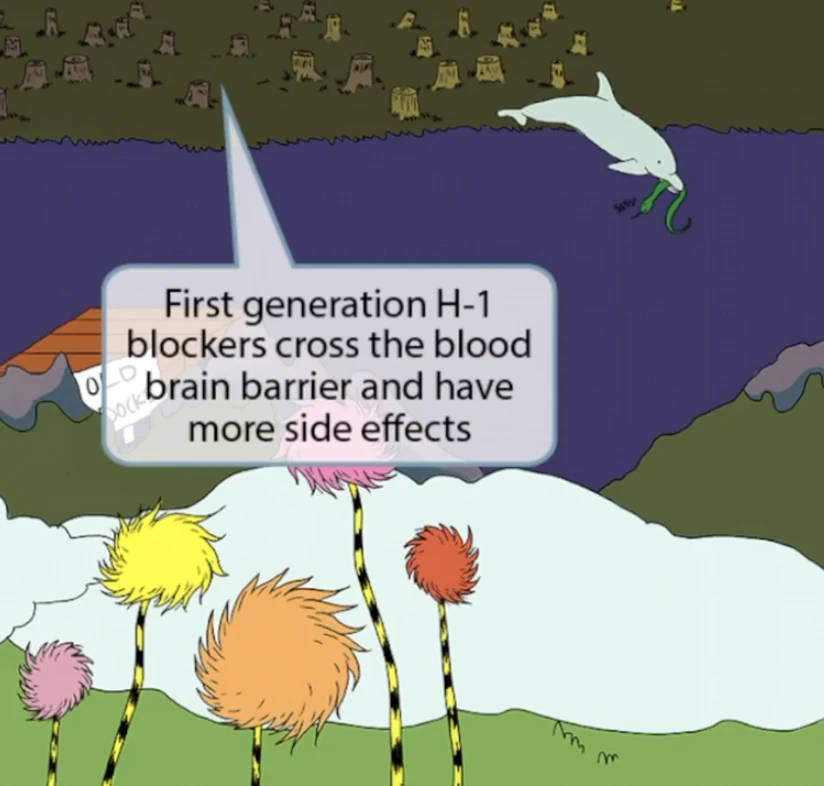 First generation H-1
blockers cross the blood
brain barrier and have
more side effects
OLD
DOCK